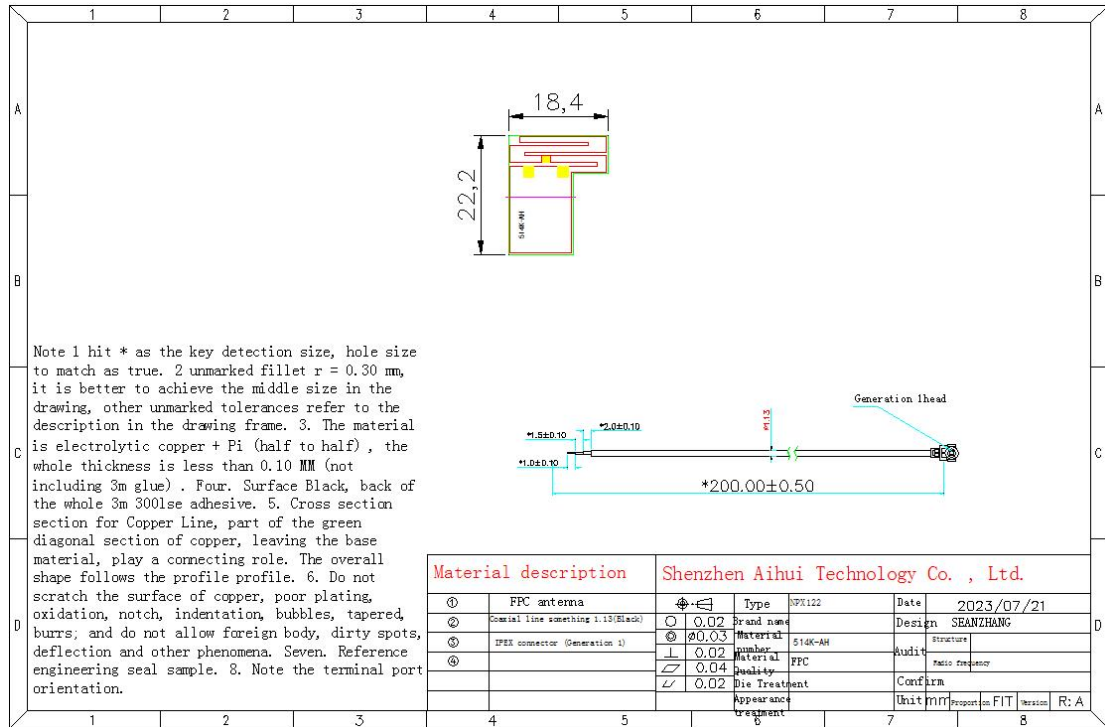 1 2 3 4 5 6 7 8
A A
18,4
22,2
514K-AH
B B
Note 1 hit * as the key detection size, hole size
to match as true. 2 unmarked fillet r = 0.30 mm,
it is better to achieve the middle size in the
drawing, other unmarked tolerances refer to the
description in the drawing frame. 3. The material
is electrolytic copper + Pi (half to half) , the
whole thickness is less than 0.10 MM (not
including 3m glue) . Four. Surface Black, back of
the whole 3m 300lse adhesive. 5. Cross section
section for Copper Line, part of the green
diagonal section of copper, leaving the base
material, play a connecting role. The overall
shape follows the profile profile. 6. Do not
scratch the surface of copper, poor plating,
oxidation, notch, indentation, bubbles, tapered,
burrs; and do not allow foreign body, dirty spots,
deflection and other phenomena. Seven. Reference
engineering seal sample. 8. Note the terminal port
orientation.
C C
Generation 1head
*1.13
*2.0±0.10
*1.5±0.10
*1.0±0.10
*200.00±0.50
D D
Material description
① FPC antenna
② Coaxial line something 1.13(Black)
③ IPEX connector (Generation 1)
④
Shenzhen Aihui Technology Co. , Ltd.
Type NPX122 Date 2023/07/21
0.02 Brand name Design SEANZHANG
Ø0.03 Material number 514K-AH Audit Structure
0.02 Material Quality FPC Radio frequency
0.04
0.02 Die Treatment Confirm
Appearance treatment Unit mm Proportion FIT Version R: A
1 2 3 4 5 6 7 8